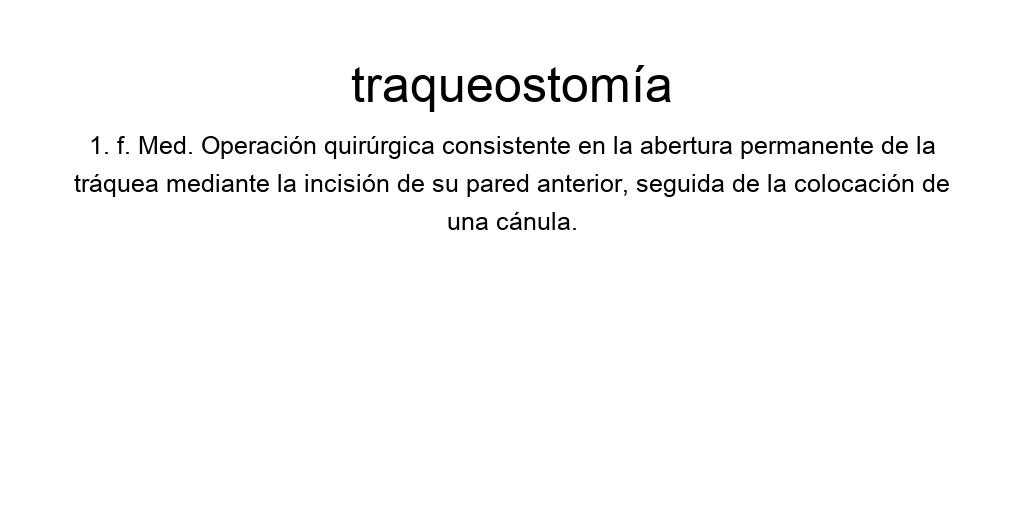 traqueostomía
1. f. Med. Operación quirúrgica consistente en la abertura permanente de la
tráquea mediante la incisión de su pared anterior, seguida de la colocación de
una cánula.